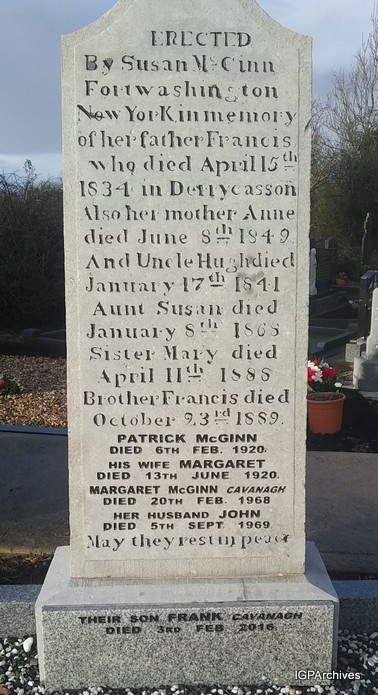 ERECTED
By Susan McGinn
Fortwashington
New York in memory
of her father Francis
who died April 15th
1834 in Derrycasson
Also her mother Anne
died June 8th 1849
And Uncle Hugh died
January 17th 1841
Aunt Susan died
January 8th 1868
Sister Mary died
April 11th 1888
Brother Francis died
October 23rd 1889.
PATRICK McGINN
DIED 6TH FEB. 1920.
HIS WIFE MARGARET
DIED 13TH JUNE 1920.
MARGARET McGINN CAVANAGH
DIED 20TH FEB. 1968
HER HUSBAND JOHN
DIED 5TH SEPT. 1969
May they rest in peace
THEIR SON FRANK CAVANAGH
DIED 3RD FEB 2016.
IGPArchives